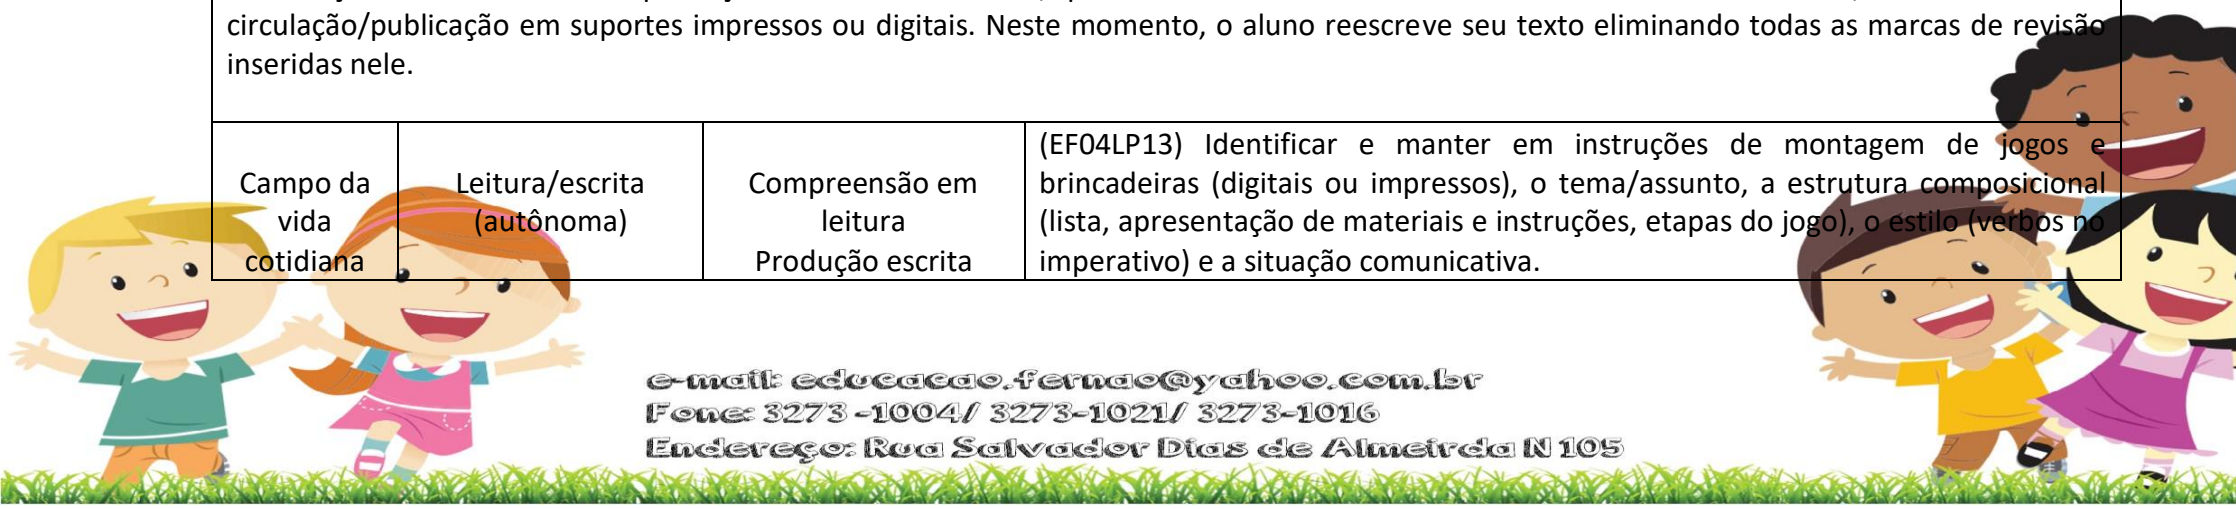 circulação/publicação em suportes impressos ou digitais. Neste momento, o aluno reescreve seu texto eliminando todas as marcas de revisão
inseridas nele.
Campo da
vida
cotidiana
Leitura/escrita
(autônoma)
Compreensão em
leitura
Produção escrita
(EF04LP13) Identificar e manter em instruções de montagem de jogos e
brincadeiras (digitais ou impressos), o tema/assunto, a estrutura composicional
(lista, apresentação de materiais e instruções, etapas do jogo), o estilo (verbos no
imperativo) e a situação comunicativa.
e-mail: educacao.fernao@yahoo.com.br
Fone: 3273 -1004/ 3273-1021/ 3273-1016
Endereço: Rua Salvador Dias de Almeirda N 105